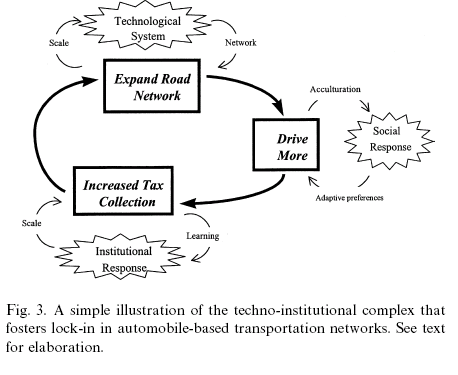 Technological
System
Scale
Network
Expand Road
Network
Acculturation
Drive
More
Social
Response
Adaptive preferences
Increased Tax
Collection
Scale
Learning
Institutional
Response
Fig. 3. A simple illustration of the techno-institutional complex that
fosters lock-in in automobile-based transportation networks. See text
for elaboration.